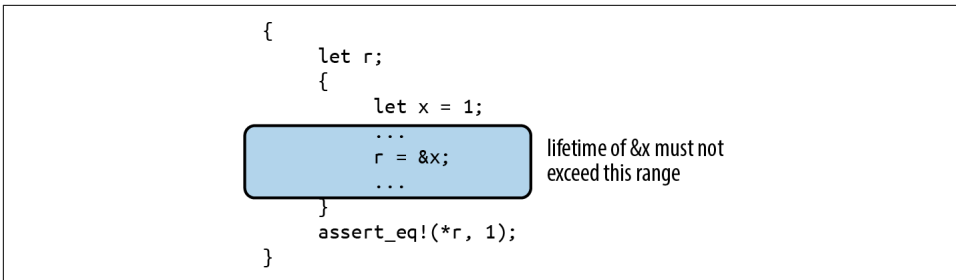 {
let r;
{
let x = 1;
...
r = &x;
...
}
assert_eq!(*r, 1);
}
lifetime of &x must not
exceed this range